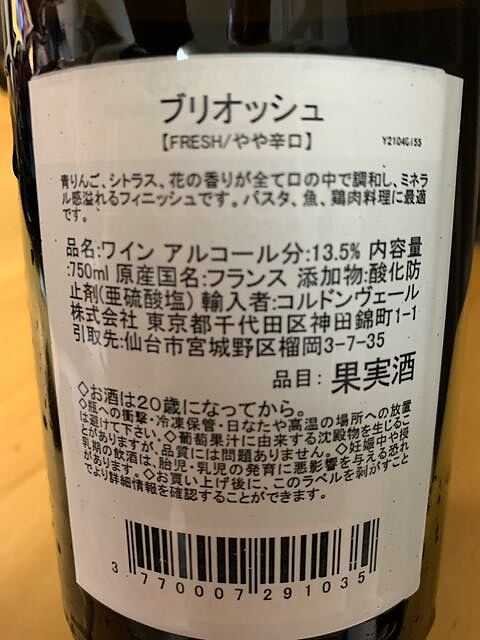 ブリオッシュ
【FRESH/やや辛口】
Y2104GI55
青りんご、シトラス、花の香りが全て口の中で調和し、ミネラ
ル感溢れるフィニッシュです。パスタ、魚、鶏肉料理に最適
です。
品名:ワイン アルコール分:13.5% 内容量
:750ml 原産国名:フランス 添加物:酸化防
止剤(亜硫酸塩) 輸入者:コルドンヴェール
株式会社 東京都千代田区神田錦町1-1
引取先:仙台市宮城野区榴岡3-7-35
品目: 果実酒
◇お酒は20歳になってから。
◇瓶への衝撃・冷凍保管・日なたや高温の場所への放置
は避けて下さい。◇葡萄果汁に由来する沈殿物を生じるこ
とがありますが、品質には問題ありません。◇妊娠中や授
乳期の飲酒は、胎児・乳児の発育に悪影響を与える恐れ
があります。◇お買い上げ後に、このラベルを剥がすこと
でより詳細情報を確認することができます。
3 770007 291035